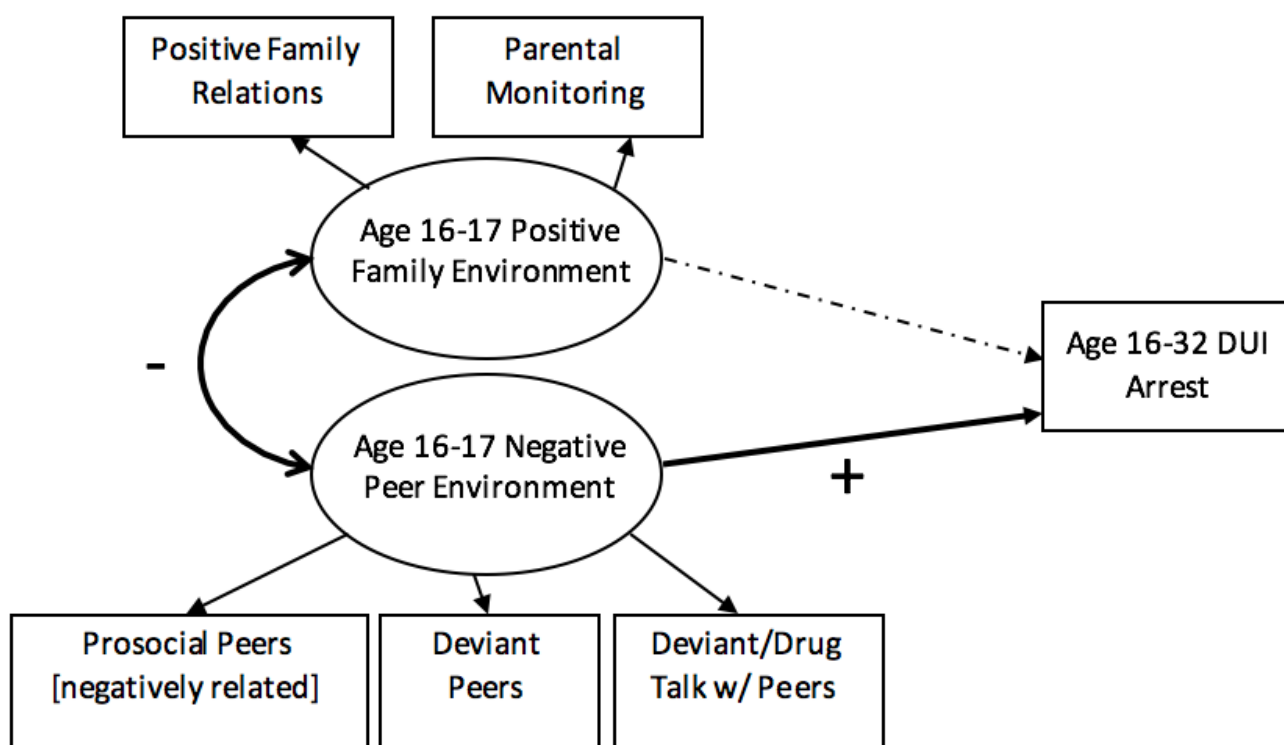 Positive Family
Relations
Parental
Monitoring
Age 16-17 Positive
Family Environment
-
Age 16-32 DUI
Arrest
Age 16-17 Negative
Peer Environment
+
Prosocial Peers
[negatively related]
Deviant
Peers
Deviant/Drug
Talk w/ Peers